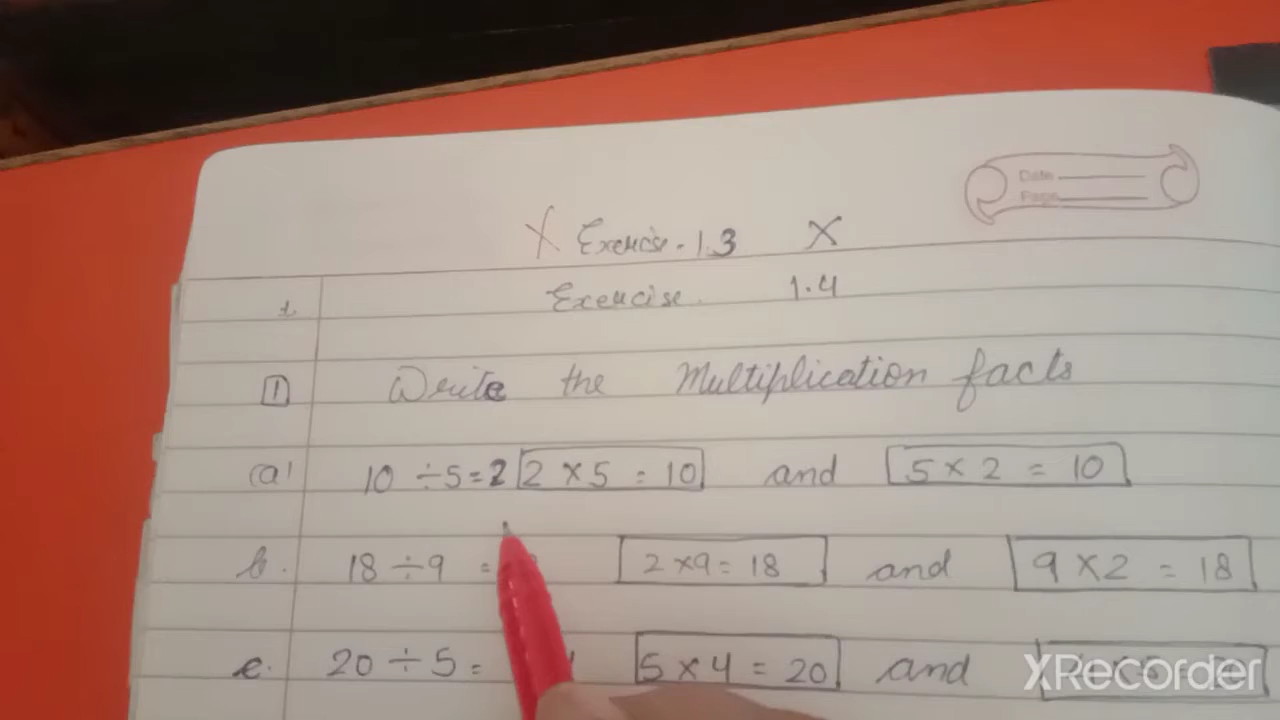 Date
Page
X Exercise - 1.3 X
Exercise. 1.4
1 Write the Multiplication facts
(a) 10 ÷ 5 = 2 2 × 5 = 10 and 5 × 2 = 10
b. 18 ÷ 9 = 2 × 9 = 18 and 9 × 2 = 18
c. 20 ÷ 5 = 5 × 4 = 20 and
XRecorder